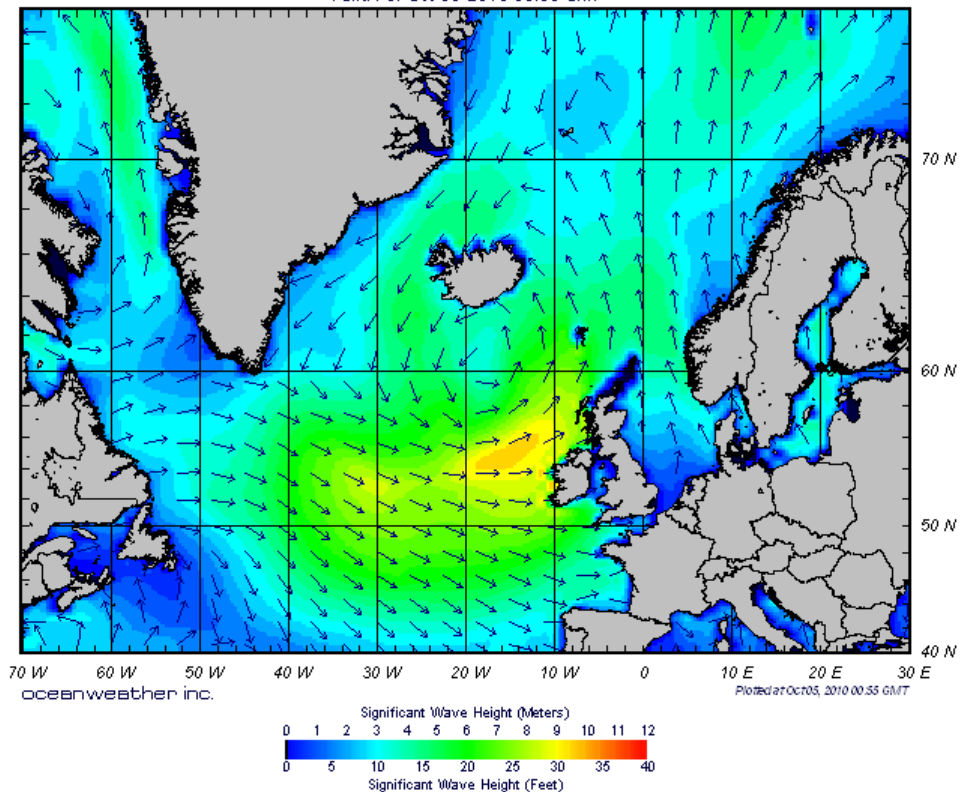 70 N
60 N
50 N
40 N
70 W 60 W 50 W 40 W 30 W 20 W 10 W 0 10 E 20 E 30 E
oceanweather inc.
Plotted at Oct 05, 2010 00:55 GMT
Significant Wave Height (Meters)
0 1 2 3 4 5 6 7 8 9 10 11 12
0 5 10 15 20 25 30 35 40
Significant Wave Height (Feet)